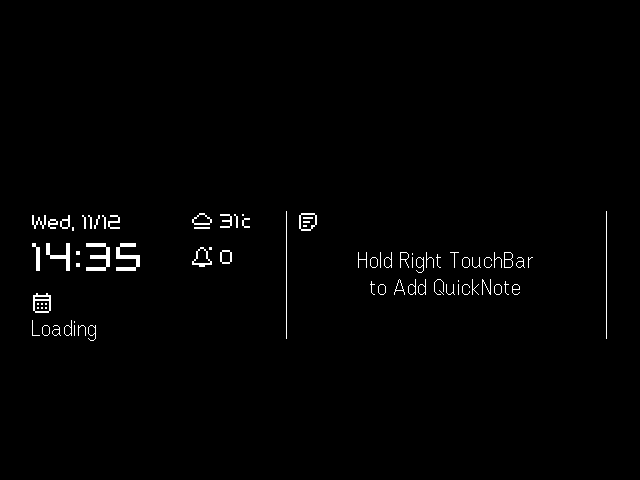 Wed, 11/12
31c
14:35
0
Loading
Hold Right TouchBar
to Add QuickNote